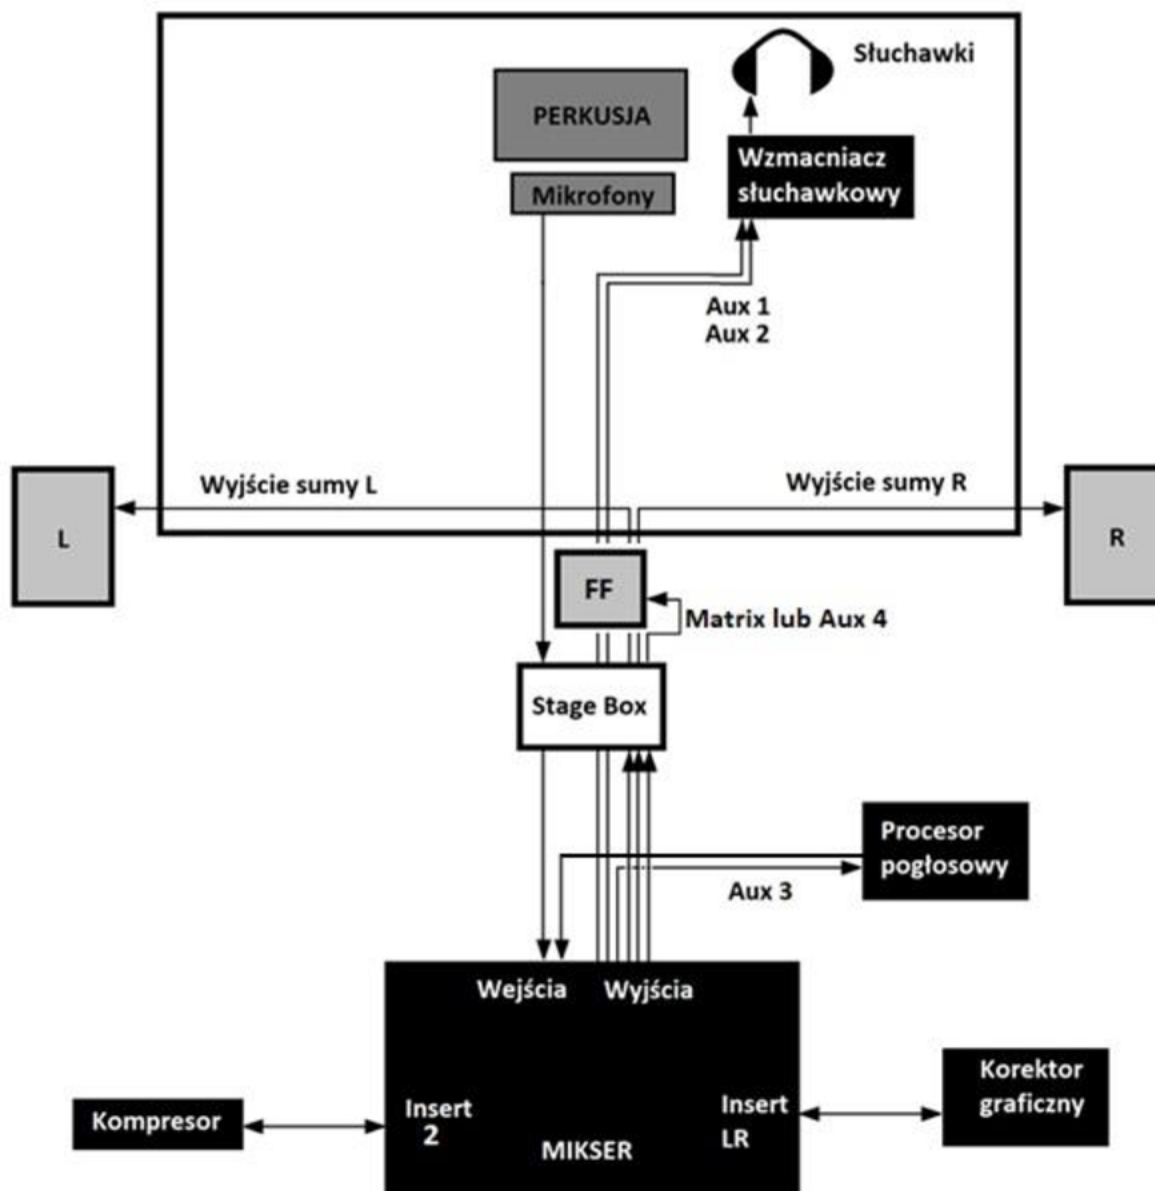 Słuchawki
PERKUSJA
Mikrofony
Wzmacniacz
słuchawkowy
Aux 1
Aux 2
Wyjście sumy L
Wyjście sumy R
L
R
FF
Matrix lub Aux 4
Stage Box
Procesor
pogłosowy
Aux 3
Wejścia
Wyjścia
Kompresor
Insert
2
Insert
LR
Korektor
graficzny
MIKSER